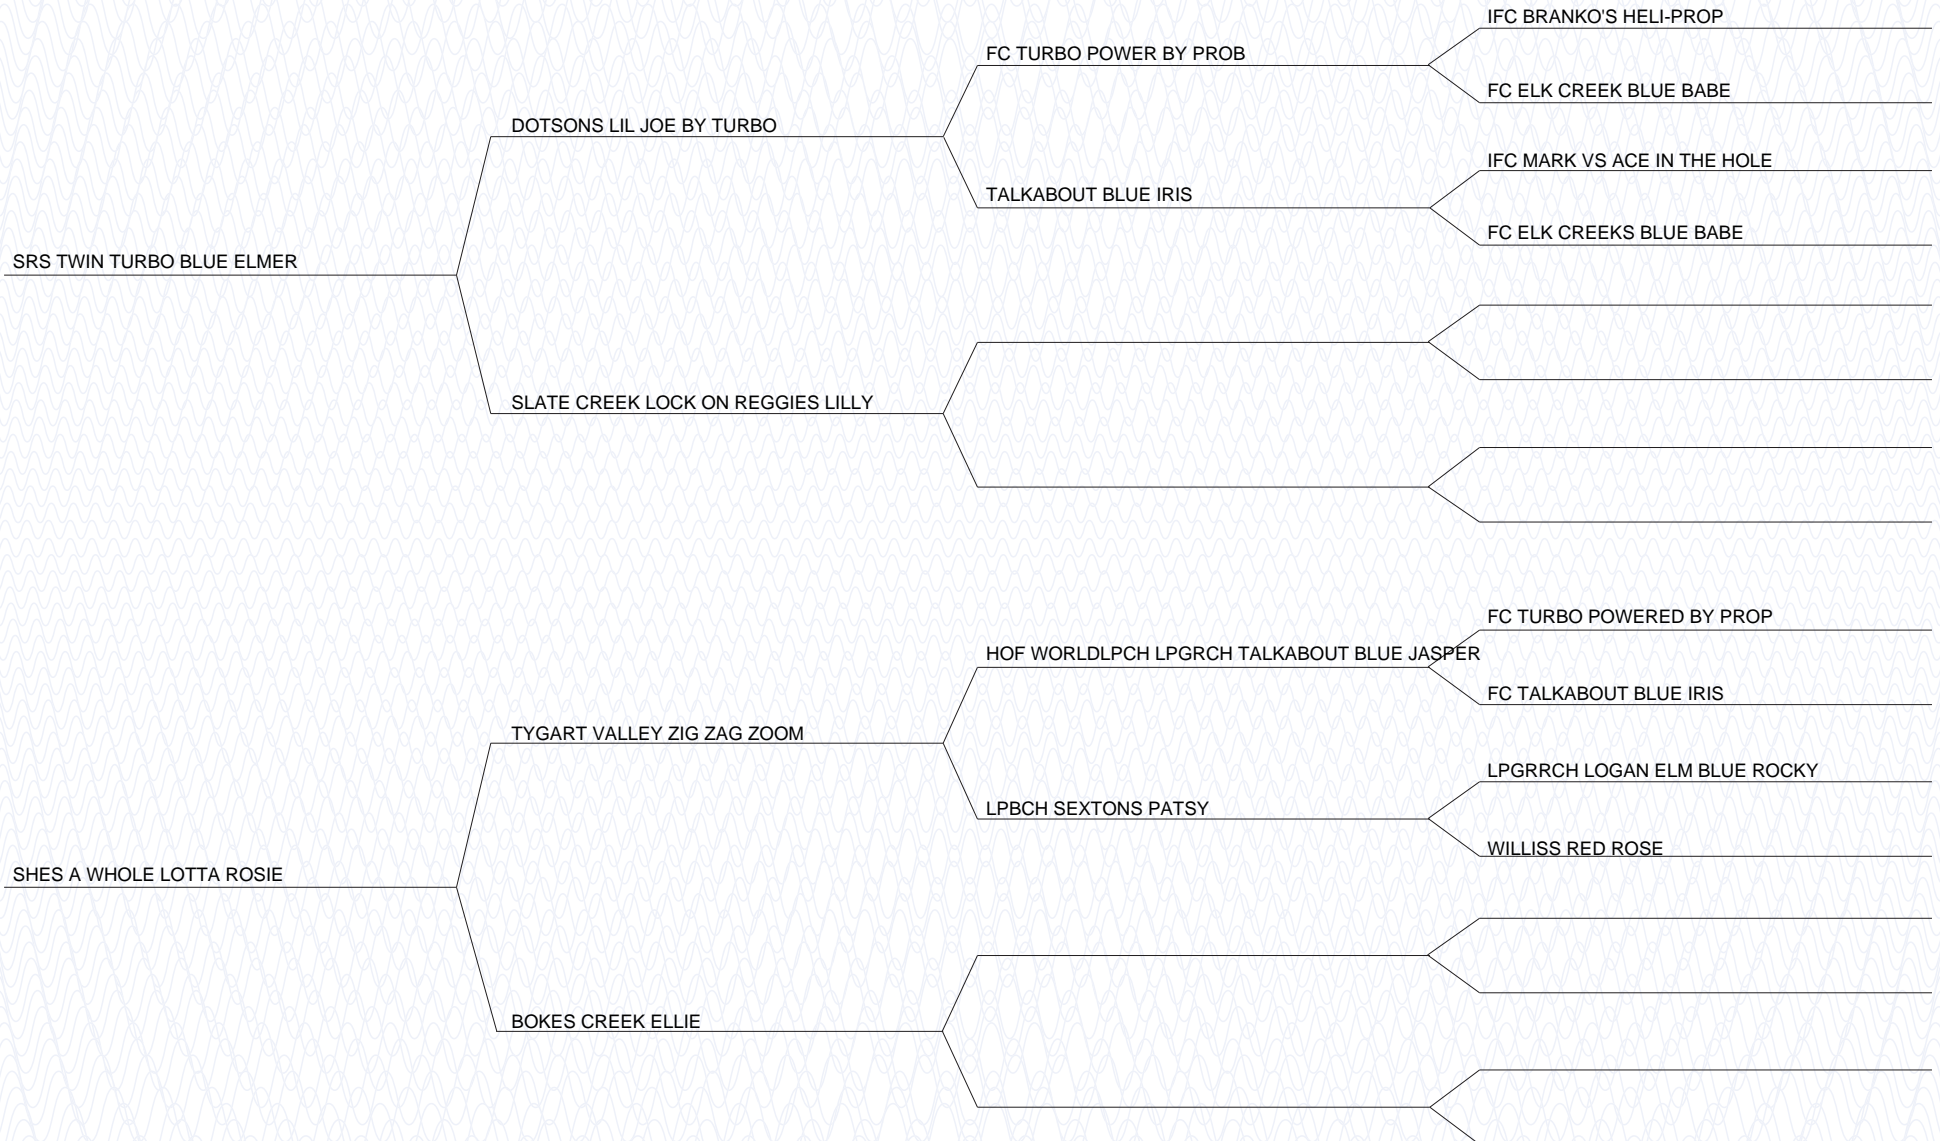 IFC BRANKO'S HELI-PROP
FC TURBO POWER BY PROB
FC ELK CREEK BLUE BABE
DOTSONS LIL JOE BY TURBO
IFC MARK VS ACE IN THE HOLE
TALKABOUT BLUE IRIS
FC ELK CREEKS BLUE BABE
SRS TWIN TURBO BLUE ELMER
SLATE CREEK LOCK ON REGGIES LILLY
FC TURBO POWERED BY PROP
HOF WORLDLPCH LPGRCH TALKABOUT BLUE JASPER
FC TALKABOUT BLUE IRIS
TYGART VALLEY ZIG ZAG ZOOM
LPGRRCH LOGAN ELM BLUE ROCKY
LPBCH SEXTONS PATSY
WILLISS RED ROSE
SHES A WHOLE LOTTA ROSIE
BOKES CREEK ELLIE